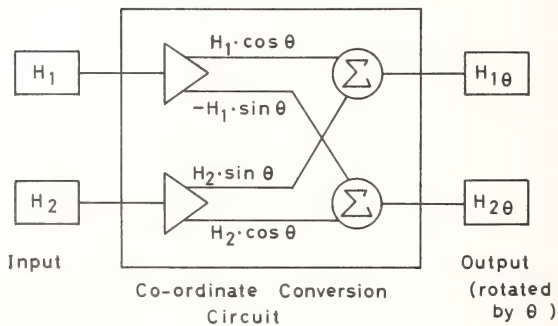 H₁·cos θ
H₁
Σ
H₁θ
−H₁·sin θ
H₂·sin θ
H₂
Σ
H₂θ
H₂·cos θ
Input
Output
Co-ordinate Conversion
Circuit
(rotated
by θ )